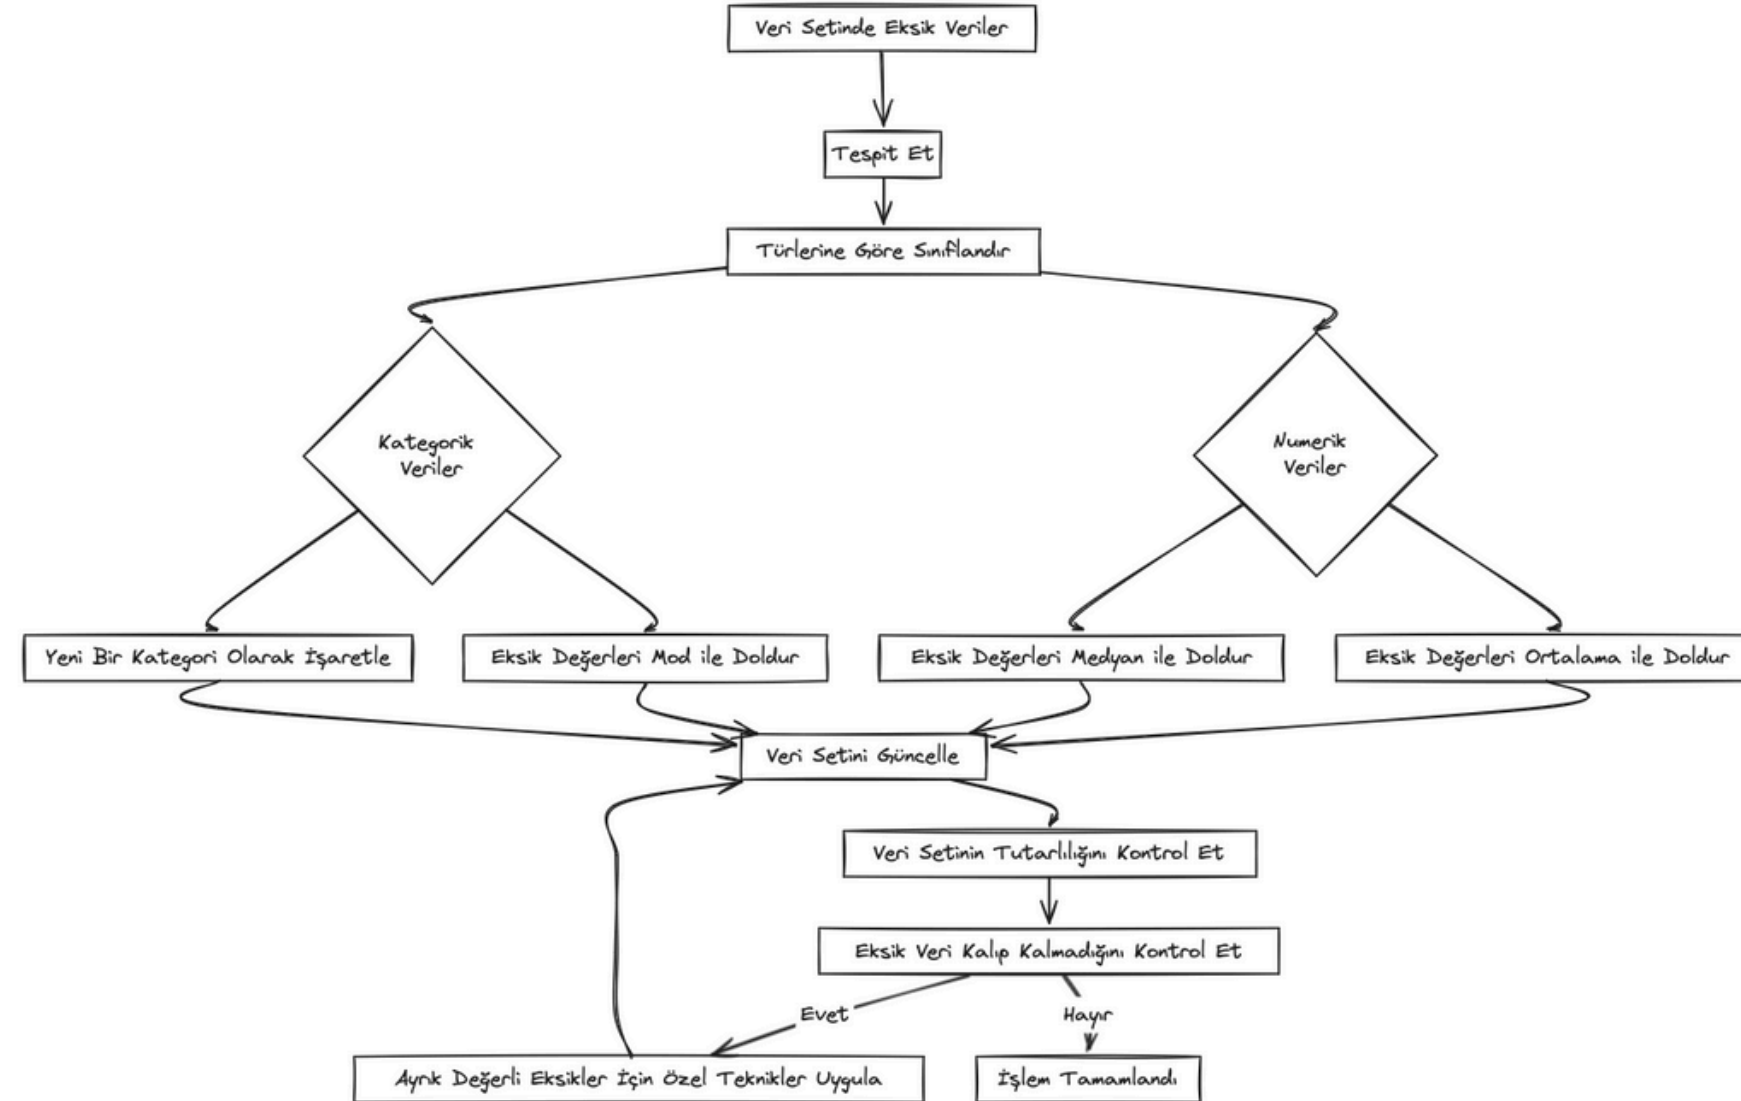 Veri Setinde Eksik Veriler
Tespit Et
Türlerine Göre Sınıflandır
Kategorik
Veriler
Numerik
Veriler
Yeni Bir Kategori Olarak İşaretle
Eksik Değerleri Mod ile Doldur
Eksik Değerleri Medyan ile Doldur
Eksik Değerleri Ortalama ile Doldur
Veri Setini Güncelle
Veri Setinin Tutarlılığını Kontrol Et
Eksik Veri Kalıp Kalmadığını Kontrol Et
Evet
Hayır
Ayrık Değerli Eksikler İçin Özel Teknikler Uygula
İşlem Tamamlandı